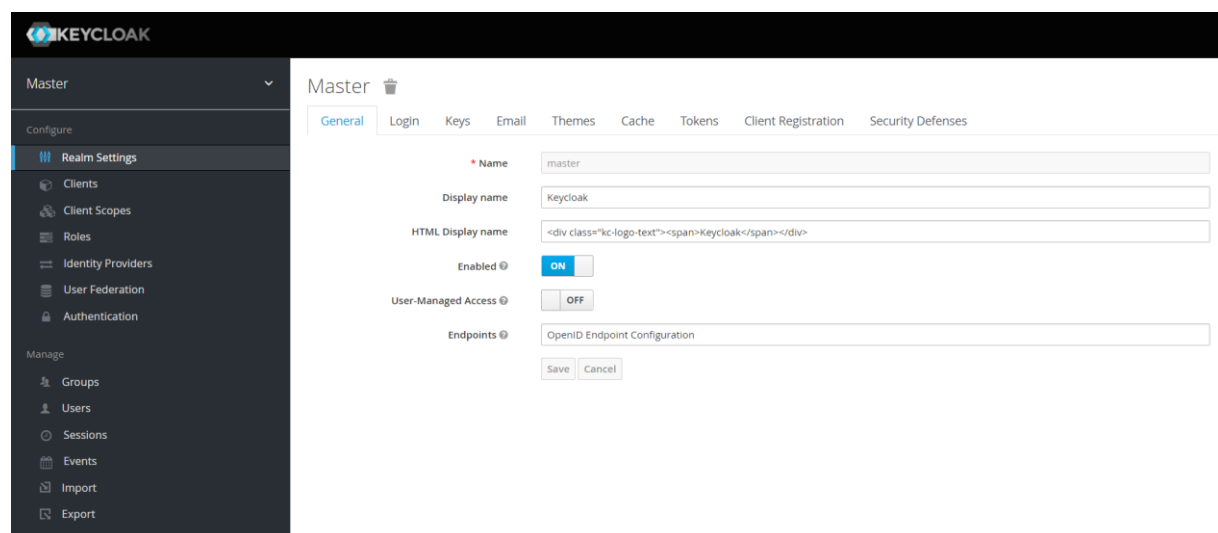 KEYCLOAK
Master
Configure
Realm Settings
Clients
Client Scopes
Roles
Identity Providers
User Federation
Authentication
Manage
Groups
Users
Sessions
Events
Import
Export
Master
General Login Keys Email Themes Cache Tokens Client Registration Security Defenses
* Name master
Display name Keycloak
HTML Display name <div class="kc-logo-text"><span>Keycloak</span></div>
Enabled ON
User-Managed Access OFF
Endpoints OpenID Endpoint Configuration
Save Cancel